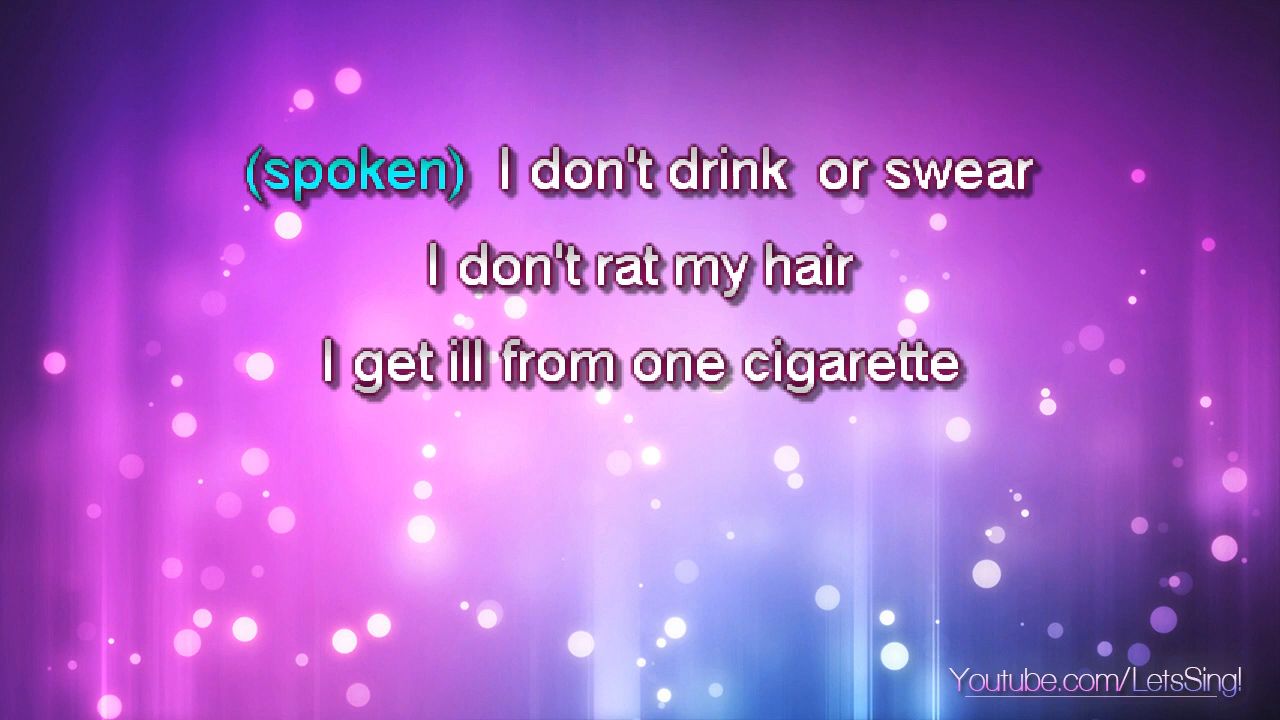 (spoken) I don't drink or swear
I don't rat my hair
I get ill from one cigarette
Youtube.com/LetsSing!